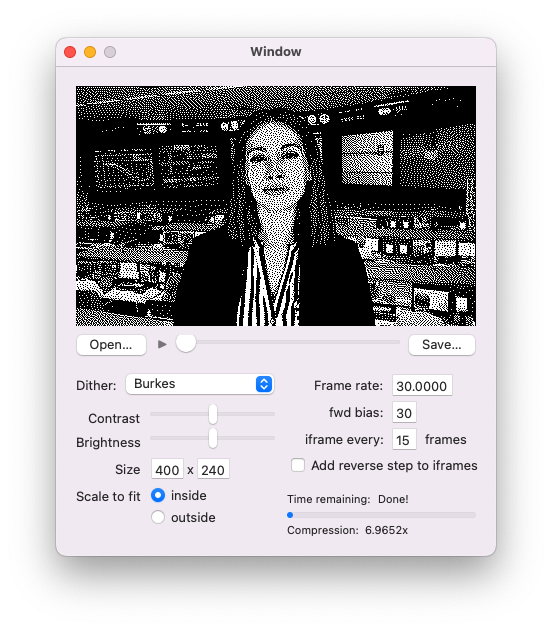 Window
Open...
Save...
Dither: Burkes
Contrast
Brightness
Size 400 x 240
Scale to fit inside
outside
Frame rate: 30.0000
fwd bias: 30
iframe every: 15 frames
Add reverse step to iframes
Time remaining: Done!
Compression: 6.9652x